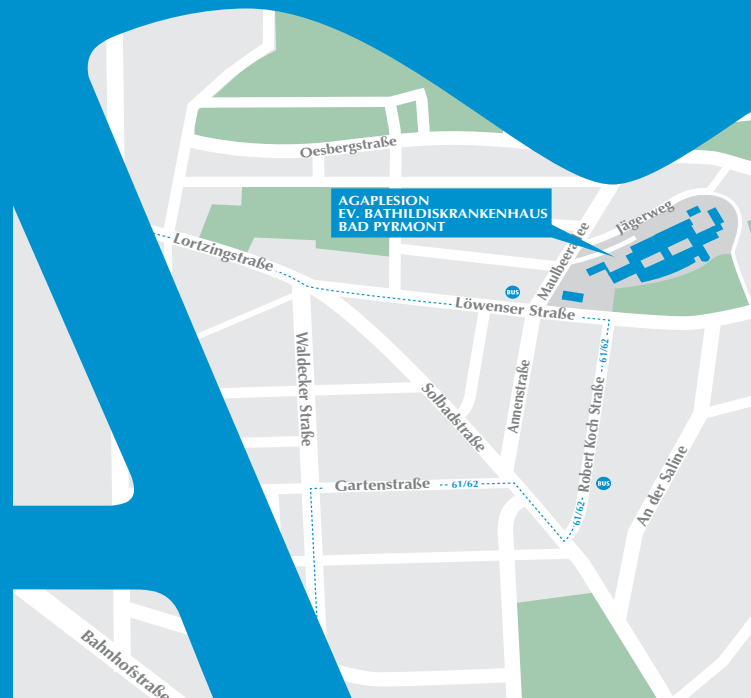 Oesbergstraße
AGAPLESION
EV. BATHILDISKRANKENHAUS
BAD PYRMONT
Jägerweg
Lortzingstraße
Maulbeerallee
BUS
Löwenser Straße
Waldecker Straße
Solbadstraße
Annenstraße
61/62
Robert Koch Straße
Gartenstraße
61/62
BUS
An der Saline
61/62
Bahnhofstraße